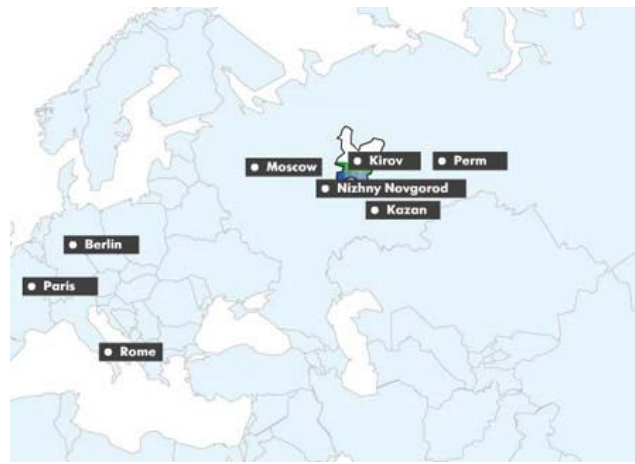 Moscow
Kirov
Perm
Nizhny Novgorod
Kazan
Berlin
Paris
Rome